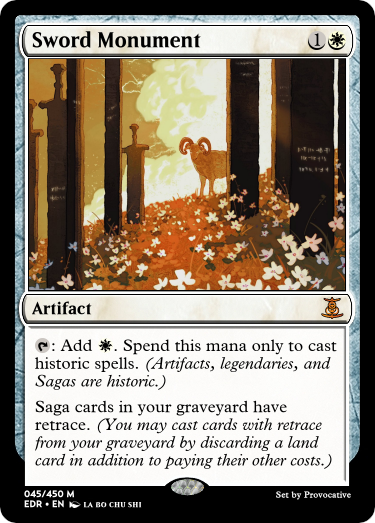 Sword Monument 1
Artifact
: Add . Spend this mana only to cast
historic spells. (Artifacts, legendaries, and
Sagas are historic.)
Saga cards in your graveyard have
retrace. (You may cast cards with retrace
from your graveyard by discarding a land
card in addition to paying their other costs.)
045/450 M
EDR • EN LA BO CHU SHI
Set by Provocative